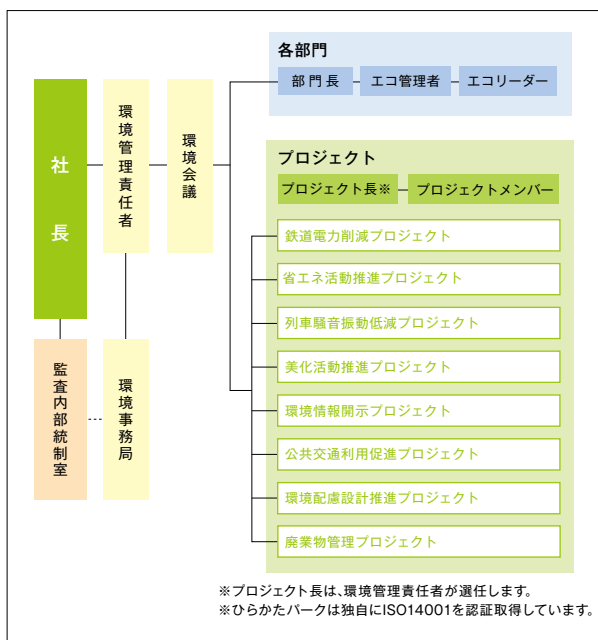 社長
環境管理責任者
環境会議
監査内部統制室
環境事務局
各部門
部門長
エコ管理者
エコリーダー
プロジェクト
プロジェクト長※
プロジェクトメンバー
鉄道電力削減プロジェクト
省エネ活動推進プロジェクト
列車騒音振動低減プロジェクト
美化活動推進プロジェクト
環境情報開示プロジェクト
公共交通利用促進プロジェクト
環境配慮設計推進プロジェクト
廃棄物管理プロジェクト
※プロジェクト長は、環境管理責任者が選任します。
※ひらかたパークは独自にISO14001を認証取得しています。